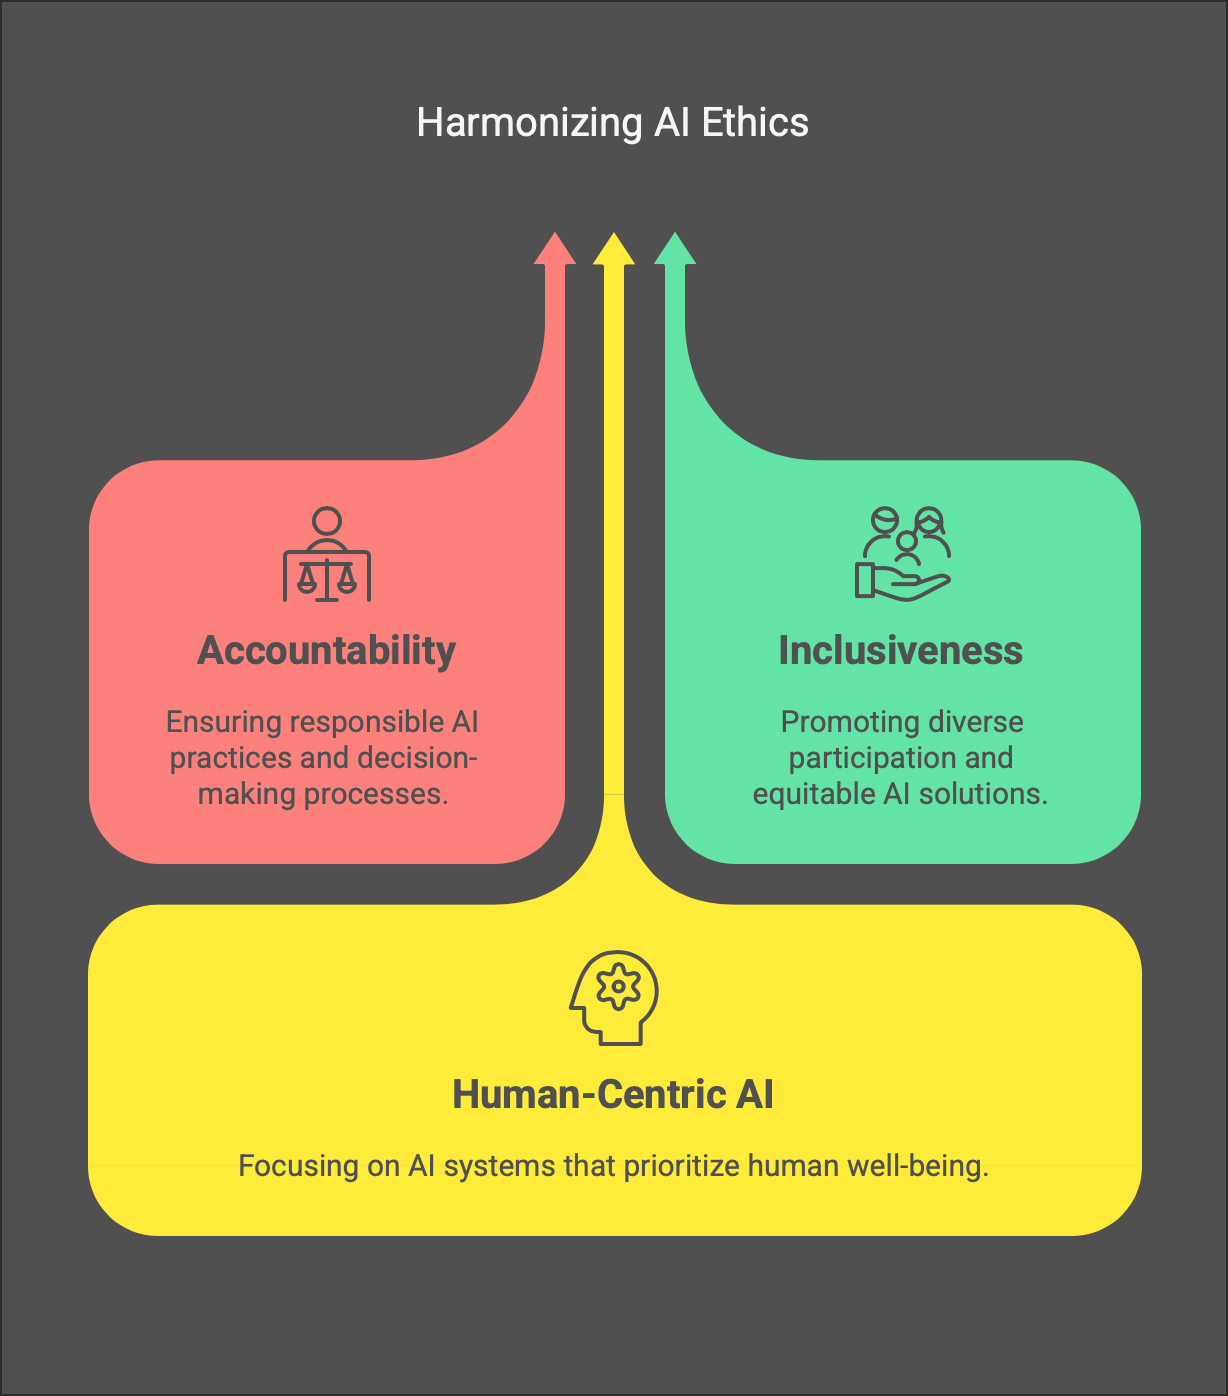 Harmonizing AI Ethics
Accountability
Ensuring responsible AI
practices and decision-
making processes.
Inclusiveness
Promoting diverse
participation and
equitable AI solutions.
Human-Centric AI
Focusing on AI systems that prioritize human well-being.